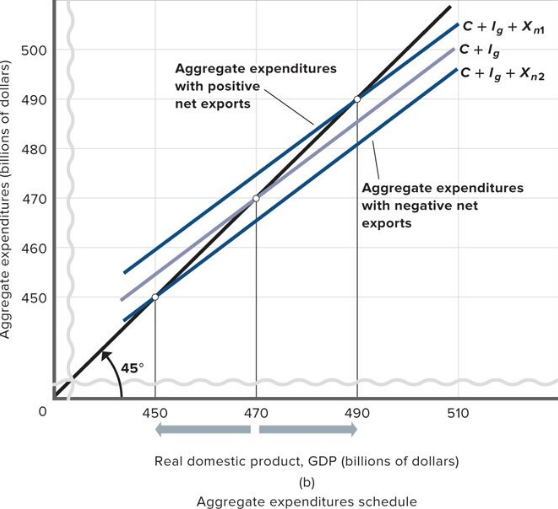 Aggregate expenditures (billions of dollars)
500
490
480
470
460
450
0
Aggregate expenditures
with positive
net exports
C + Ig + Xn1
C + Ig
C + Ig + Xn2
Aggregate expenditures
with negative net
exports
45°
450 470 490 510
Real domestic product, GDP (billions of dollars)
(b)
Aggregate expenditures schedule